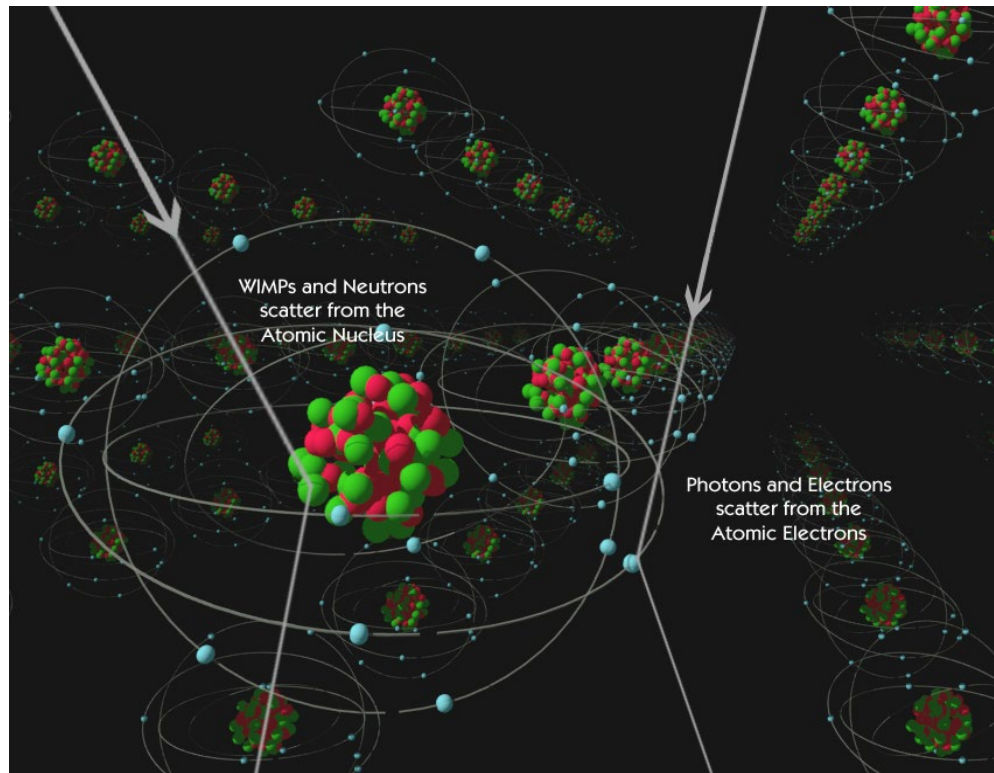 WIMPs and Neutrons
scatter from the
Atomic Nucleus
Photons and Electrons
scatter from the
Atomic Electrons